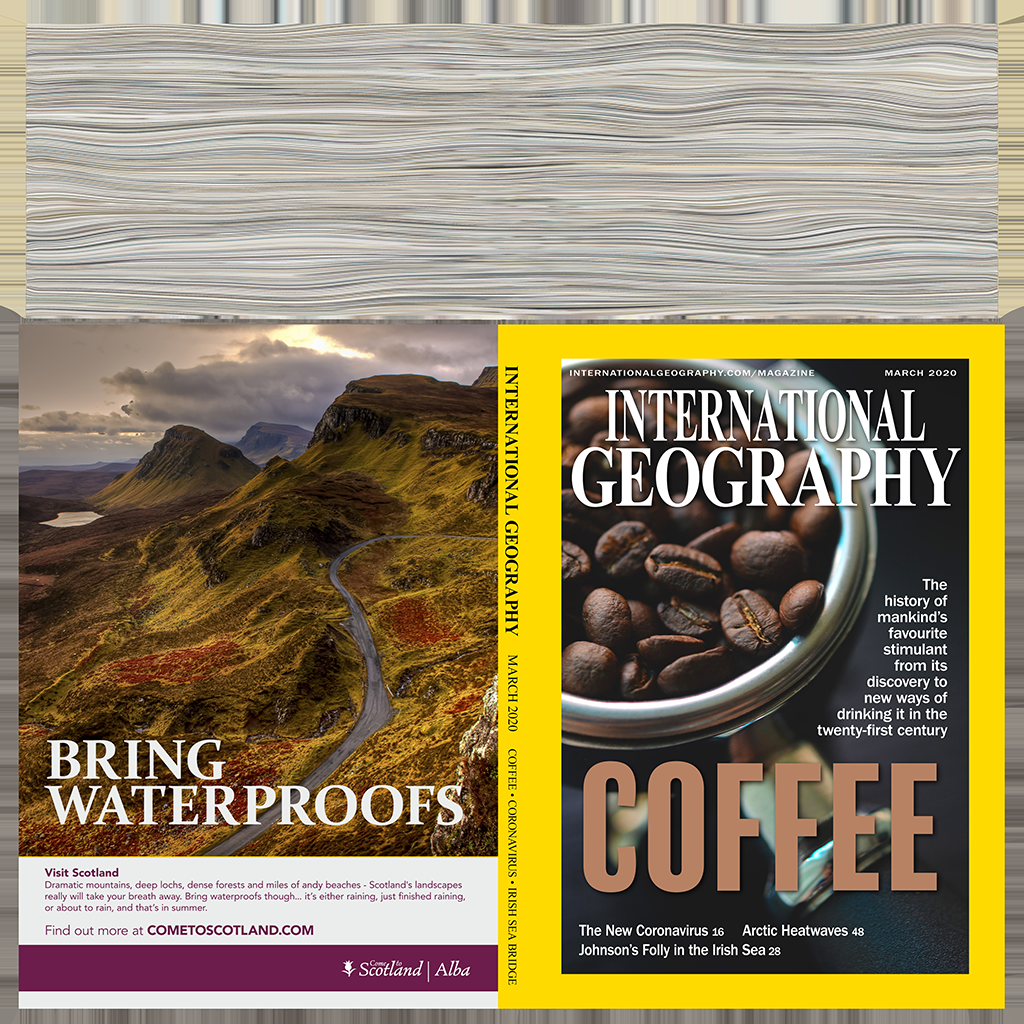 BRING
WATERPROOFS
Visit Scotland
Dramatic mountains, deep lochs, dense forests and miles of andy beaches - Scotland's landscapes
really will take your breath away. Bring waterproofs though... it's either raining, just finished raining,
or about to rain, and that's in summer.
Find out more at COMETOSCOTLAND.COM
Come to
Scotland | Alba
INTERNATIONAL GEOGRAPHY MARCH 2020 COFFEE • CORONAVIRUS • IRISH SEA BRIDGE
INTERNATIONALGEOGRAPHY.COM/MAGAZINE MARCH 2020
INTERNATIONAL
GEOGRAPHY
The
history of
mankind's
favourite
stimulant
from its
discovery to
new ways of
drinking it in the
twenty-first century
COFFEE
The New Coronavirus 16 Arctic Heatwaves 48
Johnson's Folly in the Irish Sea 28